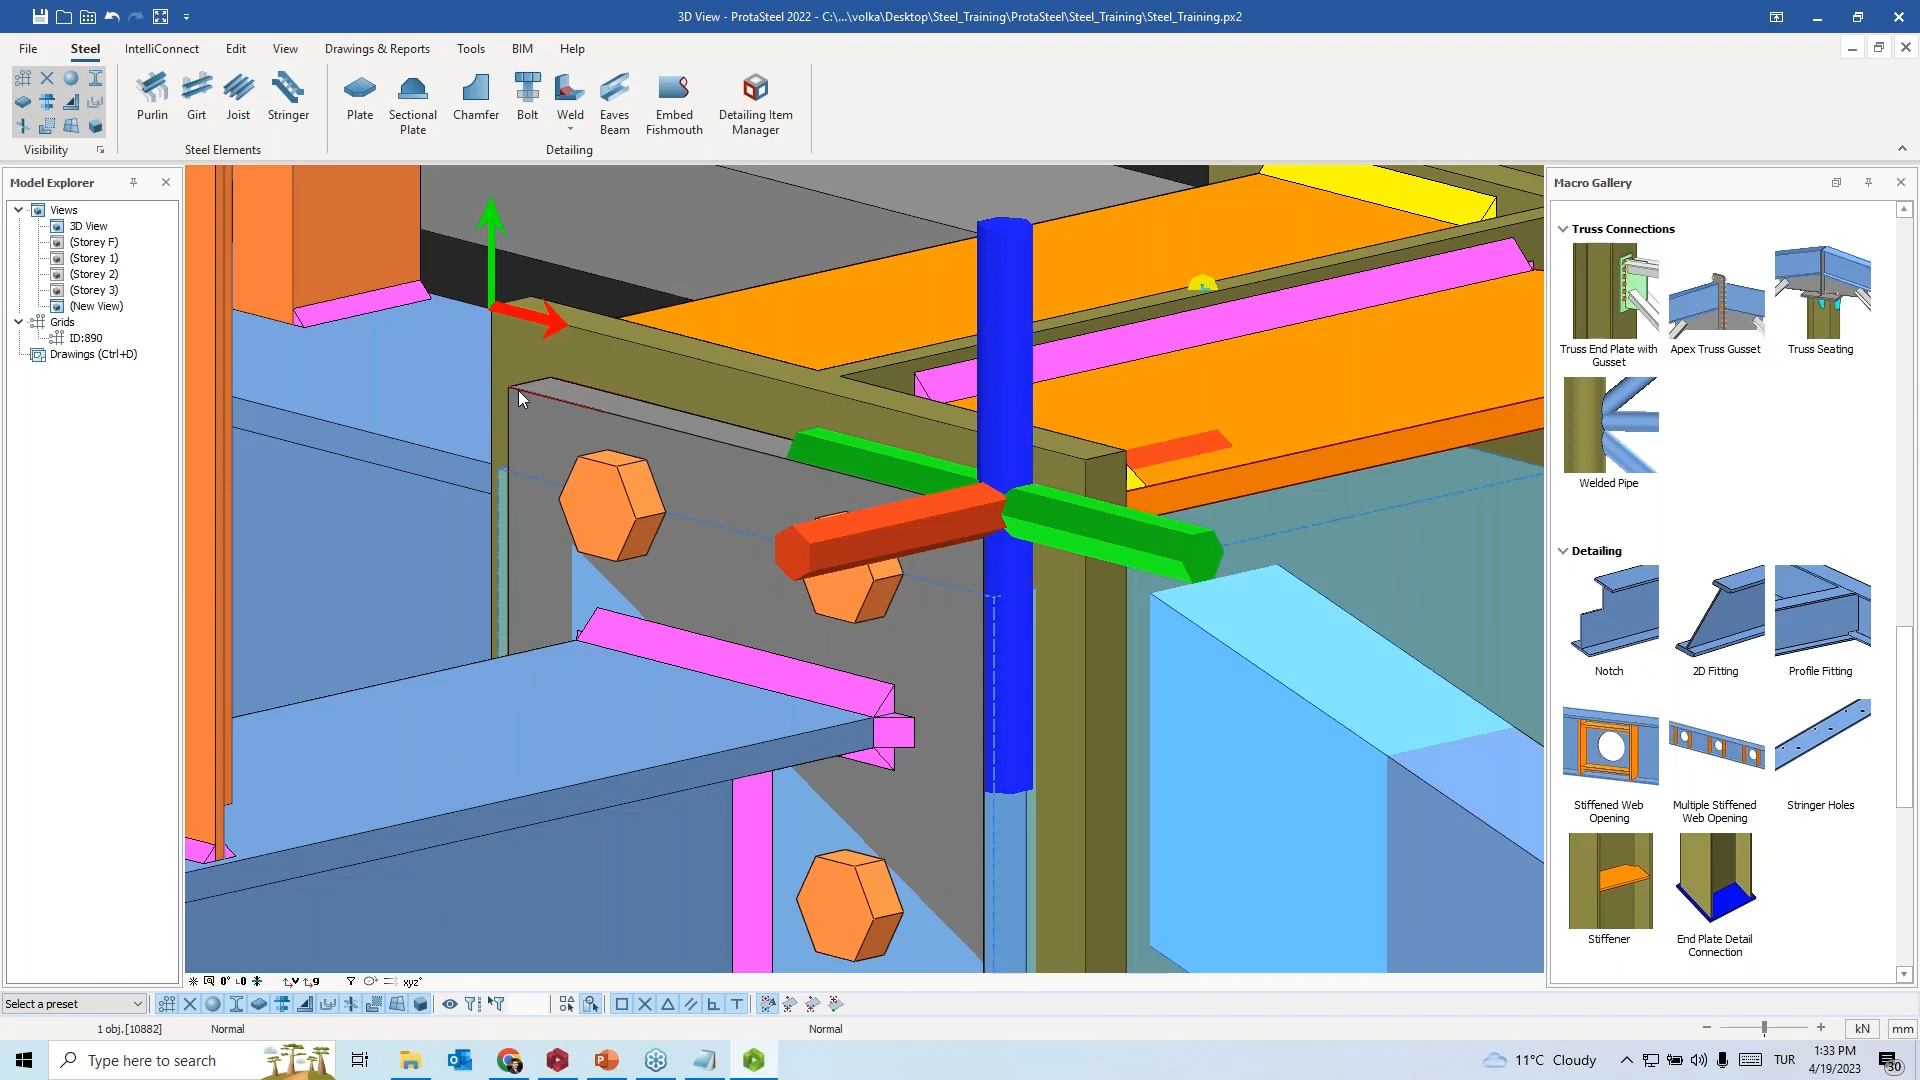 3D View - ProtaSteel 2022 - C:\...\volka\Desktop\Steel_Training\ProtaSteel\Steel_Training\Steel_Training.px2
File
Steel
IntelliConnect
Edit
View
Drawings & Reports
Tools
BIM
Help
Purlin
Girt
Joist
Stringer
Plate
Sectional
Plate
Chamfer
Bolt
Weld
Eaves
Beam
Embed
Fishmouth
Detailing Item
Manager
Visibility
Steel Elements
Detailing
Model Explorer
Views
3D View
(Storey F)
(Storey 1)
(Storey 2)
(Storey 3)
(New View)
Grids
ID:890
Drawings (Ctrl+D)
Macro Gallery
Truss Connections
Truss End Plate with
Gusset
Apex Truss Gusset
Truss Seating
Welded Pipe
Detailing
Notch
2D Fitting
Profile Fitting
Stiffened Web
Opening
Multiple Stiffened
Web Opening
Stringer Holes
Stiffener
End Plate Detail
Connection
xyz
Select a preset
1 obj.[10882]
Normal
Normal
kN
mm
Type here to search
11°C Cloudy
TUR
1:33 PM
4/19/2023
30